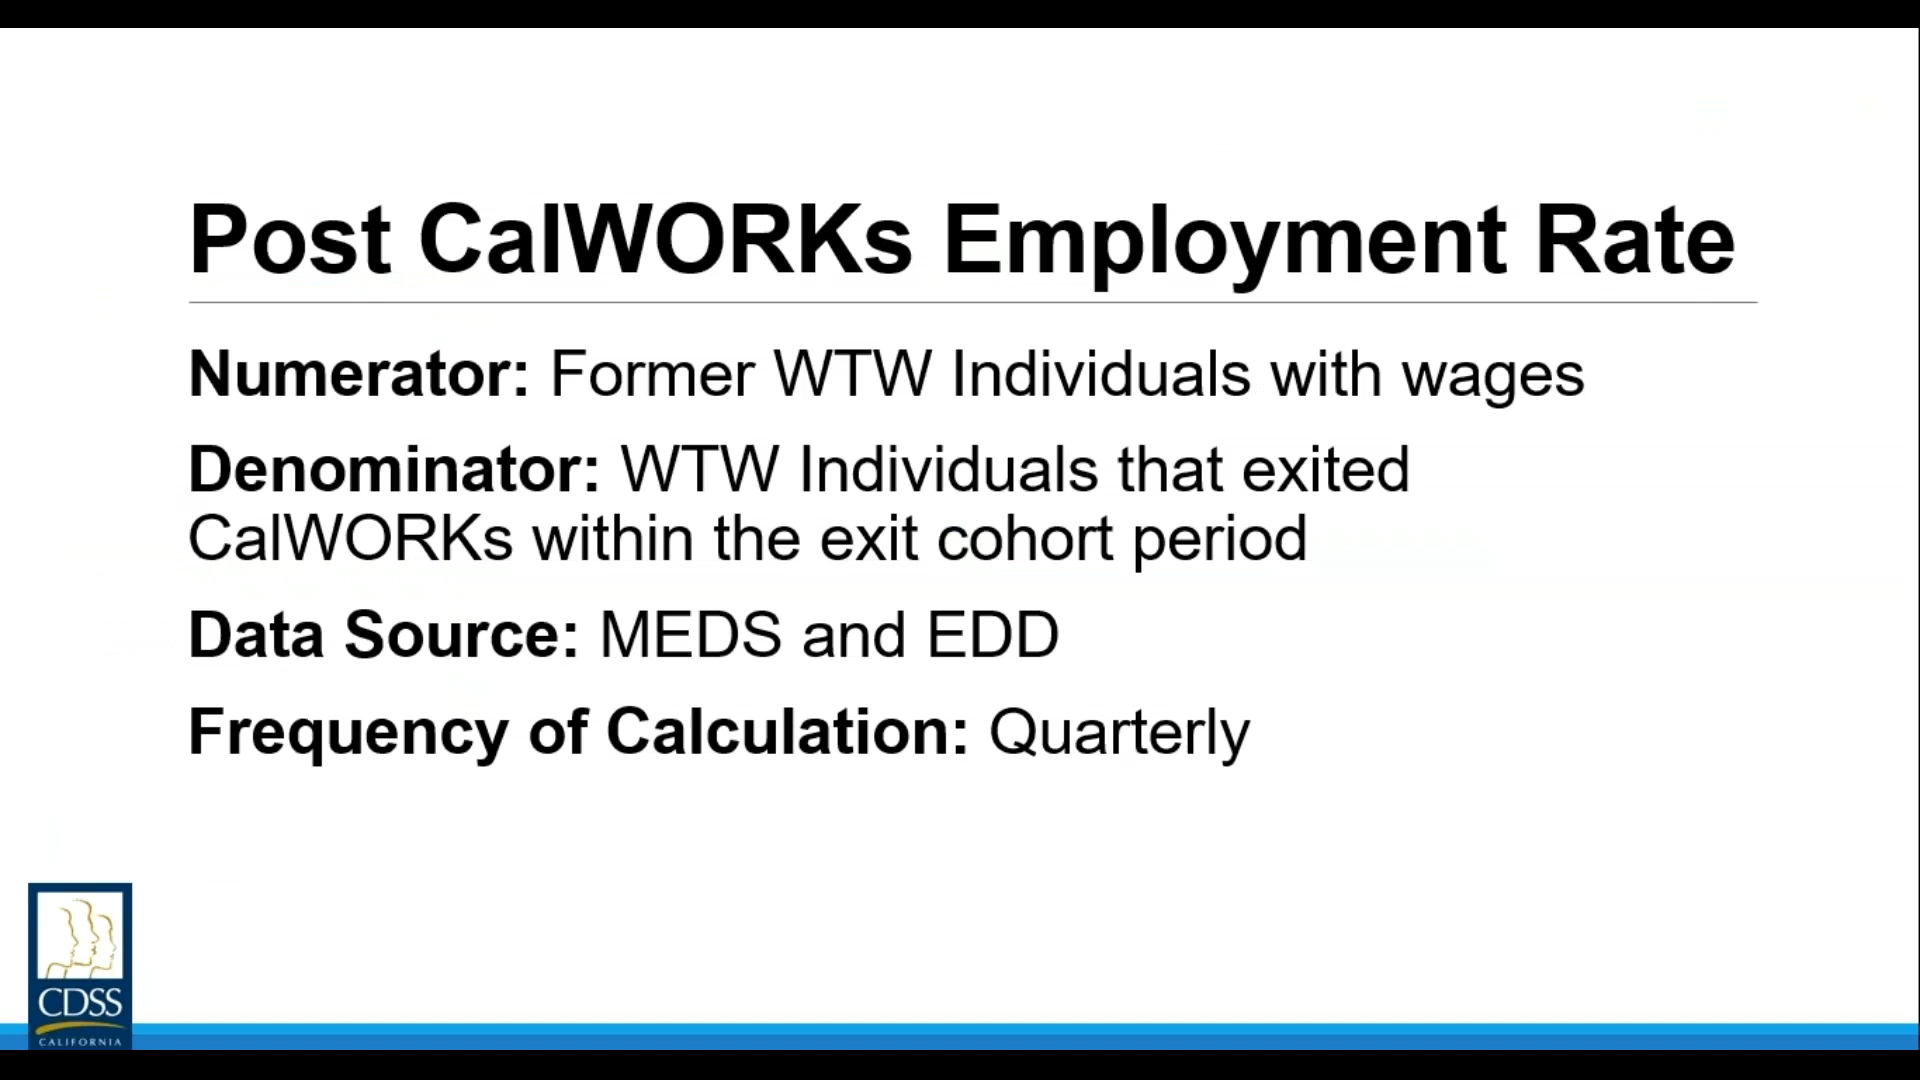 Post CalWORKs Employment Rate
Numerator: Former WTW Individuals with wages
Denominator: WTW Individuals that exited
CalWORKs within the exit cohort period
Data Source: MEDS and EDD
Frequency of Calculation: Quarterly
CDSS
CALIFORNIA